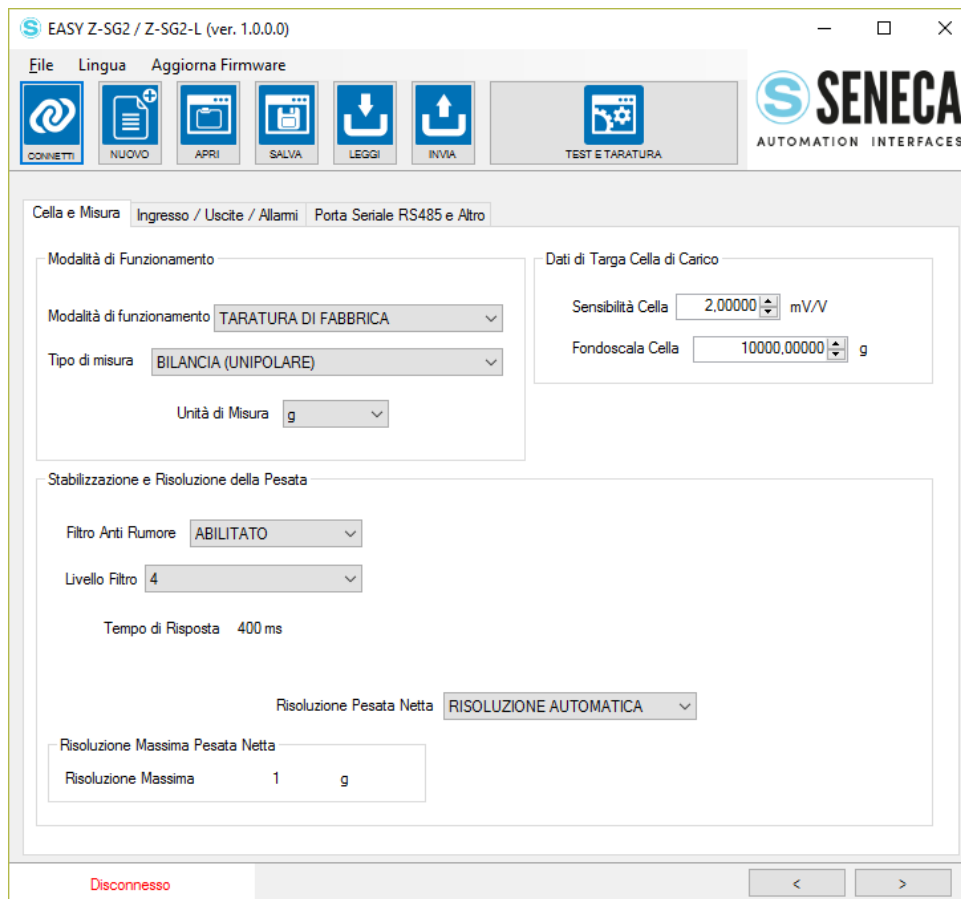 EASY Z-SG2 / Z-SG2-L (ver. 1.0.0.0)
File Lingua Aggiorna Firmware
CONNETTI NUOVO APRI SALVA LEGGI INVIA TEST E TARATURA
S SENECA
AUTOMATION INTERFACES
Cella e Misura Ingresso / Uscite / Allarmi Porta Seriale RS485 e Altro
Modalità di Funzionamento
Modalità di funzionamento TARATURA DI FABBRICA
Tipo di misura BILANCIA (UNIPOLARE)
Unità di Misura g
Dati di Targa Cella di Carico
Sensibilità Cella 2,00000 mV/V
Fondoscala Cella 10000,00000 g
Stabilizzazione e Risoluzione della Pesata
Filtro Anti Rumore ABILITATO
Livello Filtro 4
Tempo di Risposta 400 ms
Risoluzione Pesata Netta RISOLUZIONE AUTOMATICA
Risoluzione Massima Pesata Netta
Risoluzione Massima 1 g
Disconnesso < >